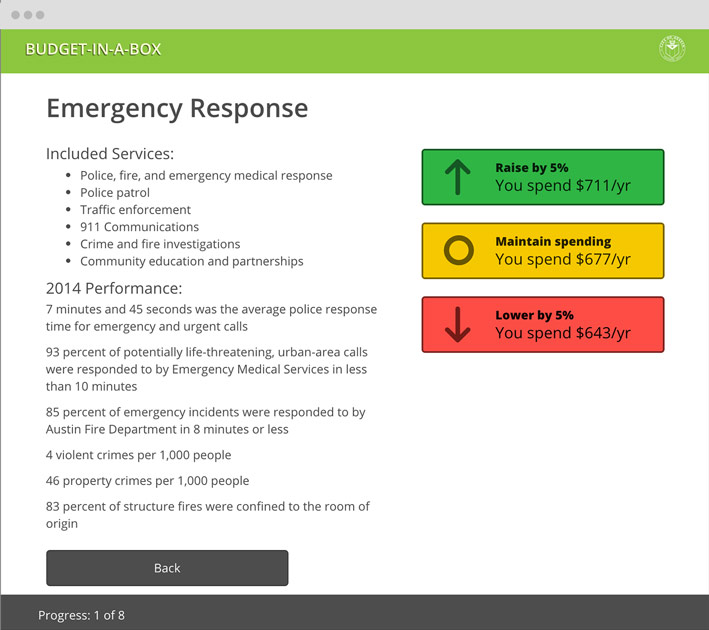 BUDGET-IN-A-BOX
Emergency Response
Included Services:
Police, fire, and emergency medical response
Police patrol
Traffic enforcement
911 Communications
Crime and fire investigations
Community education and partnerships
2014 Performance:
7 minutes and 45 seconds was the average police response
time for emergency and urgent calls
93 percent of potentially life-threatening, urban-area calls
were responded to by Emergency Medical Services in less
than 10 minutes
85 percent of emergency incidents were responded to by
Austin Fire Department in 8 minutes or less
4 violent crimes per 1,000 people
46 property crimes per 1,000 people
83 percent of structure fires were confined to the room of
origin
Back
Raise by 5%
You spend $711/yr
Maintain spending
You spend $677/yr
Lower by 5%
You spend $643/yr
Progress: 1 of 8